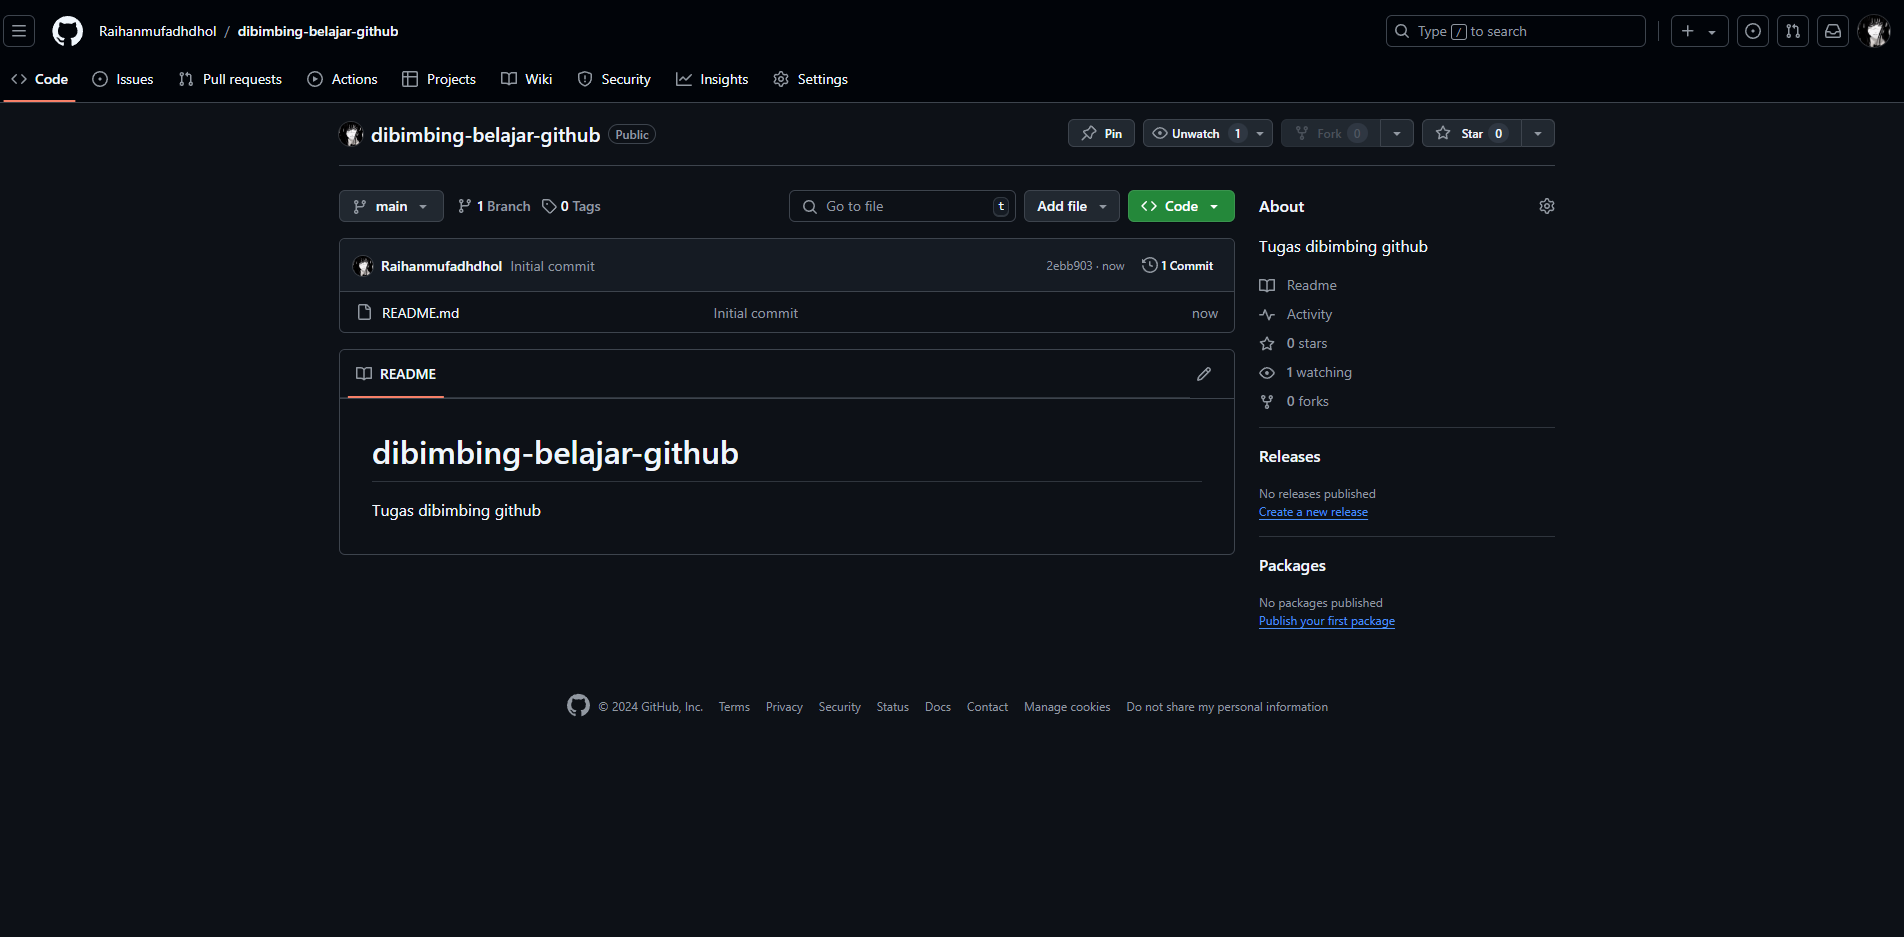 Raihanmufadhdhol / dibimbing-belajar-github
Type / to search
Code Issues Pull requests Actions Projects Wiki Security Insights Settings
dibimbing-belajar-github Public
Pin Unwatch 1 Fork 0 Star 0
main 1 Branch 0 Tags Go to file t Add file Code
Raihanmufadhdhol Initial commit 2ebb903 · now 1 Commit
README.md Initial commit now
README
dibimbing-belajar-github
Tugas dibimbing github
About
Tugas dibimbing github
Readme
Activity
0 stars
1 watching
0 forks
Releases
No releases published
Create a new release
Packages
No packages published
Publish your first package
© 2024 GitHub, Inc. Terms Privacy Security Status Docs Contact Manage cookies Do not share my personal information